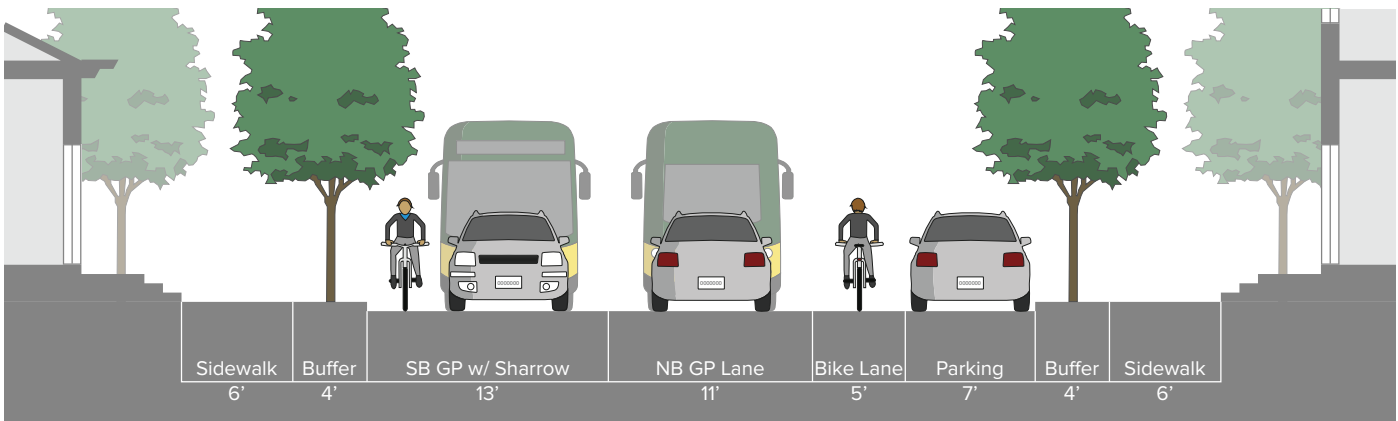 Sidewalk Buffer SB GP w/ Sharrow NB GP Lane Bike Lane Parking Buffer Sidewalk
6’ 4’ 13’ 11’ 5’ 7’ 4’ 6’